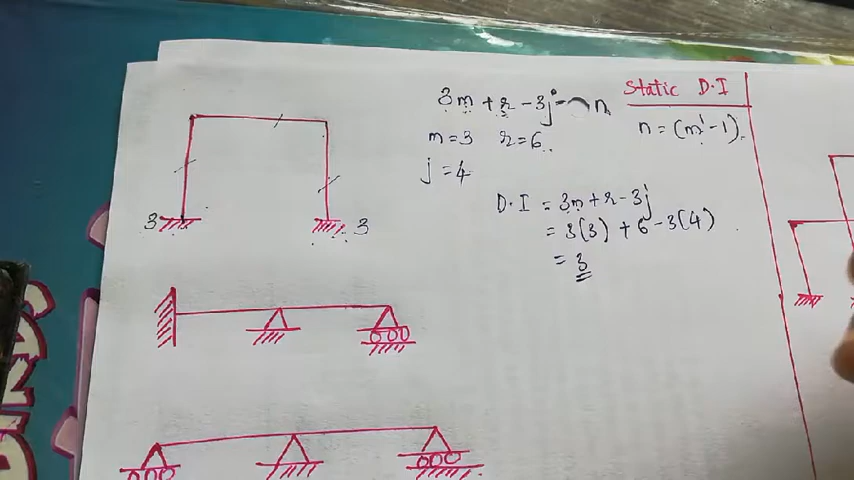 Static D.I
3m + r - 3j - n
n = (m' - 1)
m = 3 r = 6
j = 4
D.I = 3m + r - 3j
= 3(3) + 6 - 3(4)
= 3
3 3